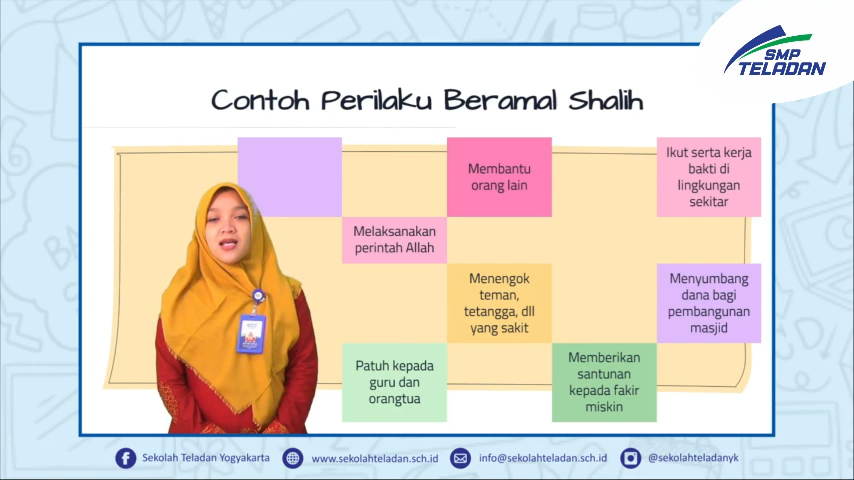 SMP
TELADAN
Contoh Perilaku Beramal Shalih
Membantu
orang lain
Ikut serta kerja
bakti di
lingkungan
sekitar
Melaksanakan
perintah Allah
Menengok
teman,
tetangga, dll
yang sakit
Menyumbang
dana bagi
pembangunan
masjid
Patuh kepada
guru dan
orangtua
Memberikan
santunan
kepada fakir
miskin
Sekolah Teladan Yogyakarta
www.sekolahteladan.sch.id
info@sekolahteladan.sch.id
@sekolahteladanyk